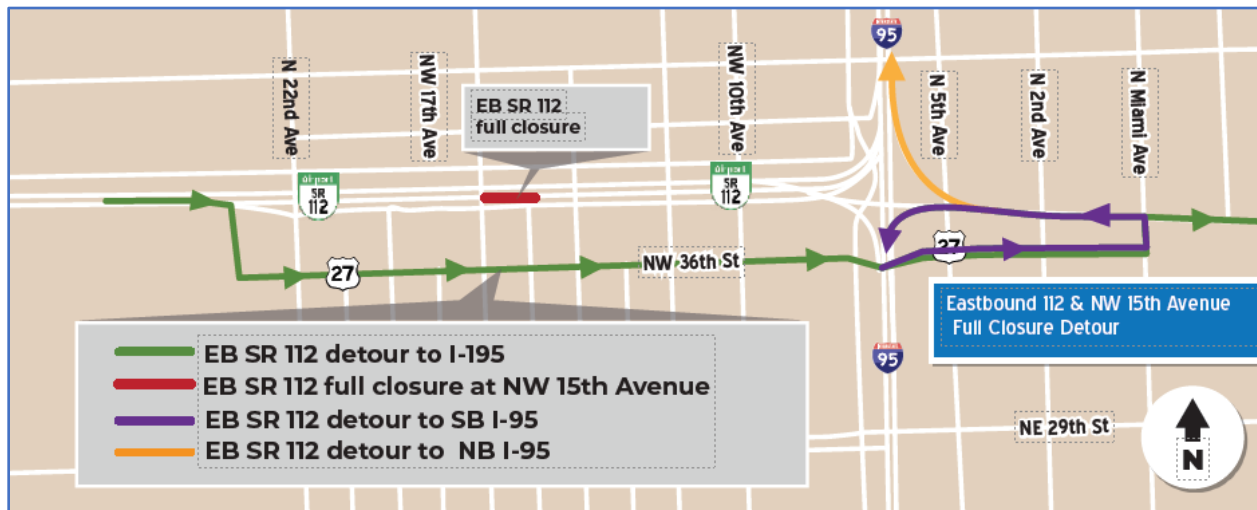 95
N 22nd Ave
NW 17th Ave
EB SR 112
full closure
NW 10th Ave
N 5th Ave
N 2nd Ave
N Miami Ave
Airport
SR
112
Airport
SR
112
27
NW 36th St
27
Eastbound 112 & NW 15th Avenue
Full Closure Detour
EB SR 112 detour to I-195
EB SR 112 full closure at NW 15th Avenue
EB SR 112 detour to SB I-95
EB SR 112 detour to NB I-95
95
NE 29th St
N